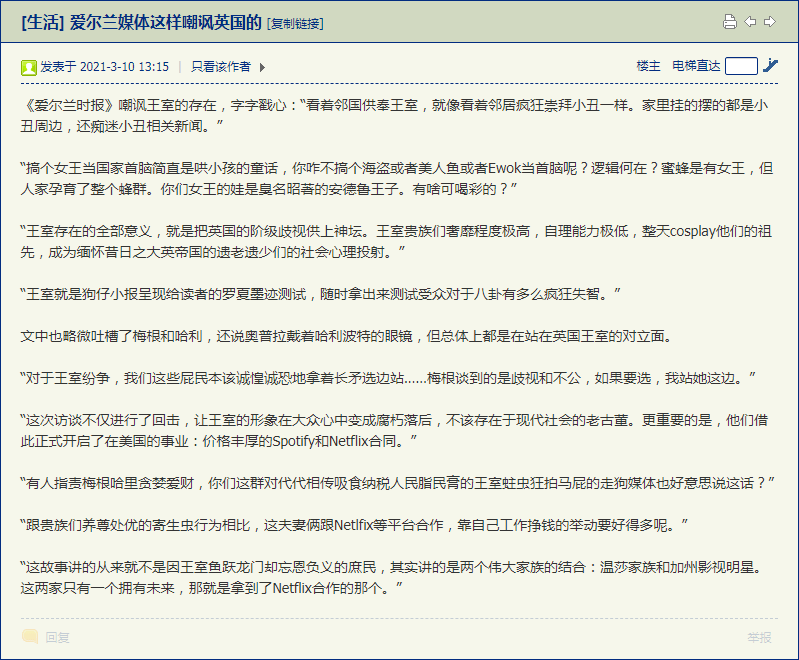 [生活] 爱尔兰媒体这样嘲讽英国的 [复制链接]
发表于 2021-3-10 13:15 | 只看该作者 楼主 电梯直达
《爱尔兰时报》嘲讽王室的存在，字字戳心：“看着邻国供奉王室，就像看着邻居疯狂崇拜小丑一样。家里挂的摆的都是小
丑周边，还痴迷小丑相关新闻。”
“搞个女王当国家首脑简直是哄小孩的童话，你咋不搞个海盗或者美人鱼或者Ewok当首脑呢？逻辑何在？蜜蜂是有女王，但
人家孕育了整个蜂群。你们女王的娃是臭名昭著的安德鲁王子。有啥可喝彩的？”
“王室存在的全部意义，就是把英国的阶级歧视供上神坛。王室贵族们奢靡程度极高，自理能力极低，整天cosplay他们的祖
先，成为缅怀昔日之大英帝国的遗老遗少们的社会心理投射。”
“王室就是狗仔小报呈现给读者的罗夏墨迹测试，随时拿出来测试受众对于八卦有多么疯狂失智。”
文中也略微吐槽了梅根和哈利，还说奥普拉戴着哈利波特的眼镜，但总体上都是在站在英国王室的对立面。
“对于王室纷争，我们这些屁民本该诚惶诚恐地拿着长矛选边站......梅根谈到的是歧视和不公，如果要选，我站她这边。”
“这次访谈不仅进行了回击，让王室的形象在大众心中变成腐朽落后，不该存在于现代社会的老古董。更重要的是，他们借
此正式开启了在美国的事业：价格丰厚的Spotify和Netflix合同。”
“有人指责梅根哈里贪婪爱财，你们这群对代代相传吸食纳税人民脂民膏的王室蛀虫狂拍马屁的走狗媒体也好意思说这话？”
“跟贵族们养尊处优的寄生虫行为相比，这夫妻俩跟Netlfix等平台合作，靠自己工作挣钱的举动要好得多呢。”
“这故事讲的从来就不是因王室鱼跃龙门却忘恩负义的庶民，其实讲的是两个伟大家族的结合：温莎家族和加州影视明星。
这两家只有一个拥有未来，那就是拿到了Netflix合作的那个。”
回复 举报